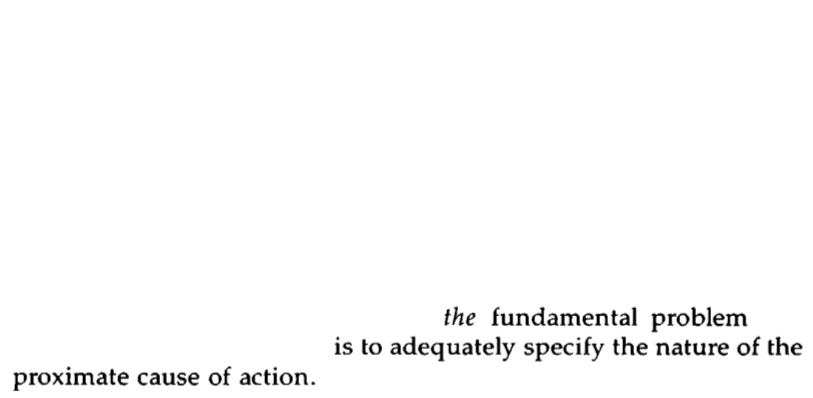 the fundamental problem
is to adequately specify the nature of the
proximate cause of action.